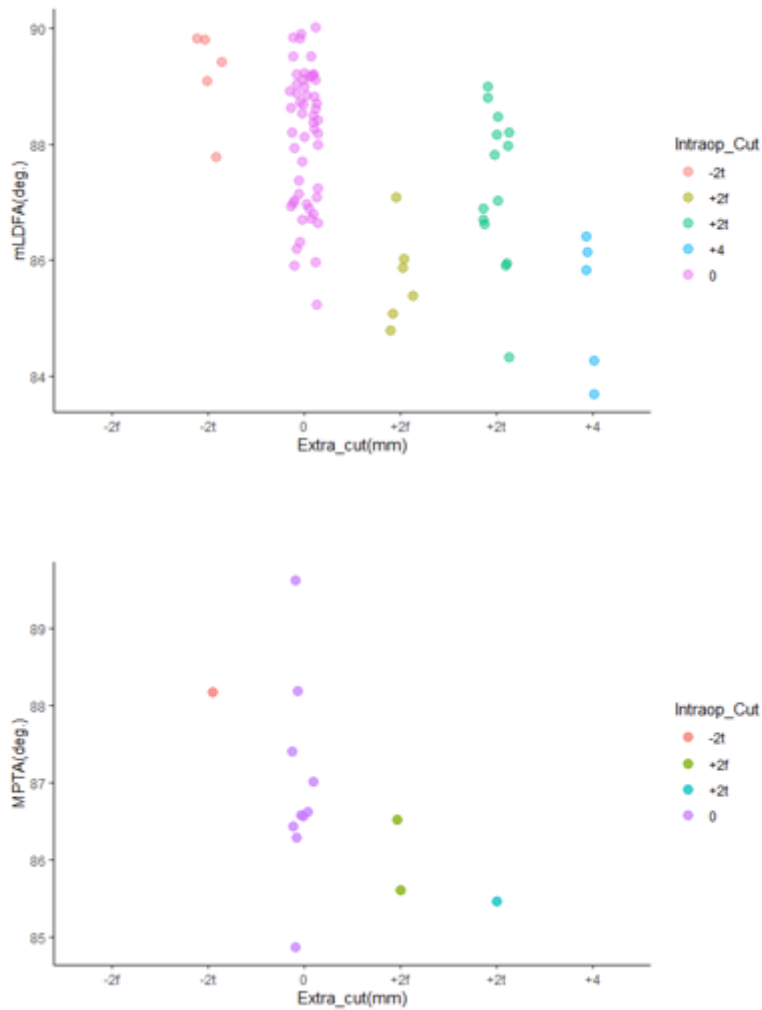 90
88
86
84
mLDFA(deg.)
-2f
-2t
0
+2f
+2t
+4
Extra_cut(mm)
Intraop_Cut
-2t
+2f
+2t
+4
0
89
88
87
86
85
MPTA(deg.)
-2f
-2t
0
+2f
+2t
+4
Extra_cut(mm)
Intraop_Cut
-2t
+2f
+2t
0